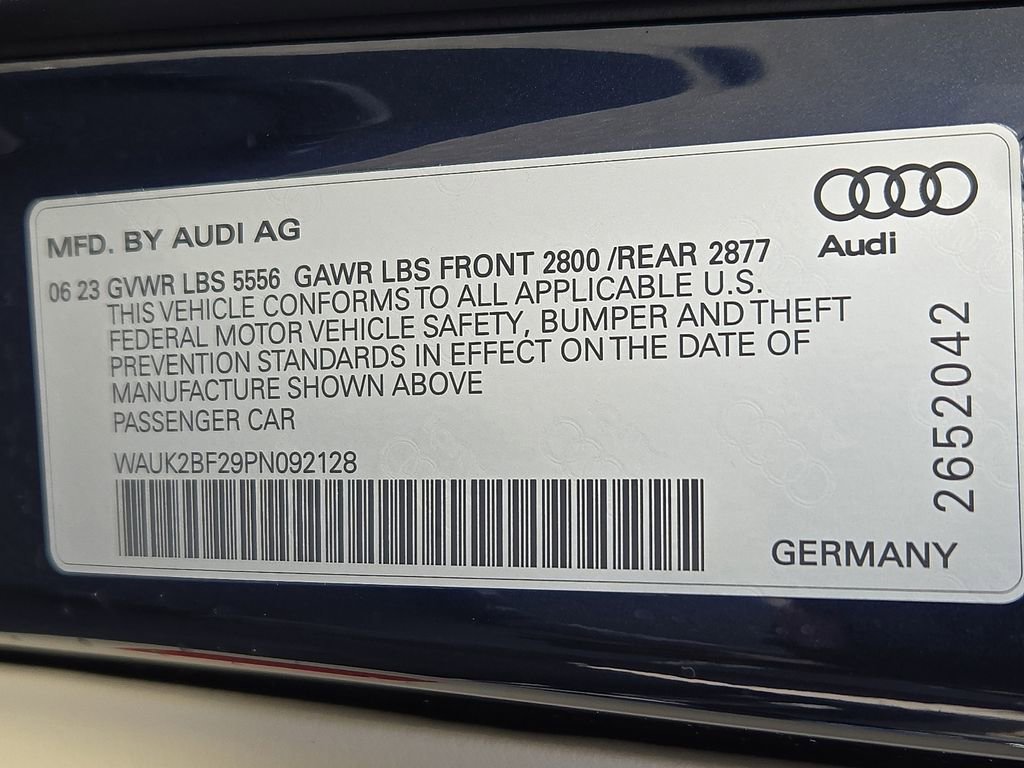 MFD. BY AUDI AG
06 23 GVWR LBS 5556 GAWR LBS FRONT 2800 /REAR 2877
THIS VEHICLE CONFORMS TO ALL APPLICABLE U.S.
FEDERAL MOTOR VEHICLE SAFETY, BUMPER AND THEFT
PREVENTION STANDARDS IN EFFECT ON THE DATE OF
MANUFACTURE SHOWN ABOVE
PASSENGER CAR
WAUK2BF29PN092128
Audi
2652042
GERMANY